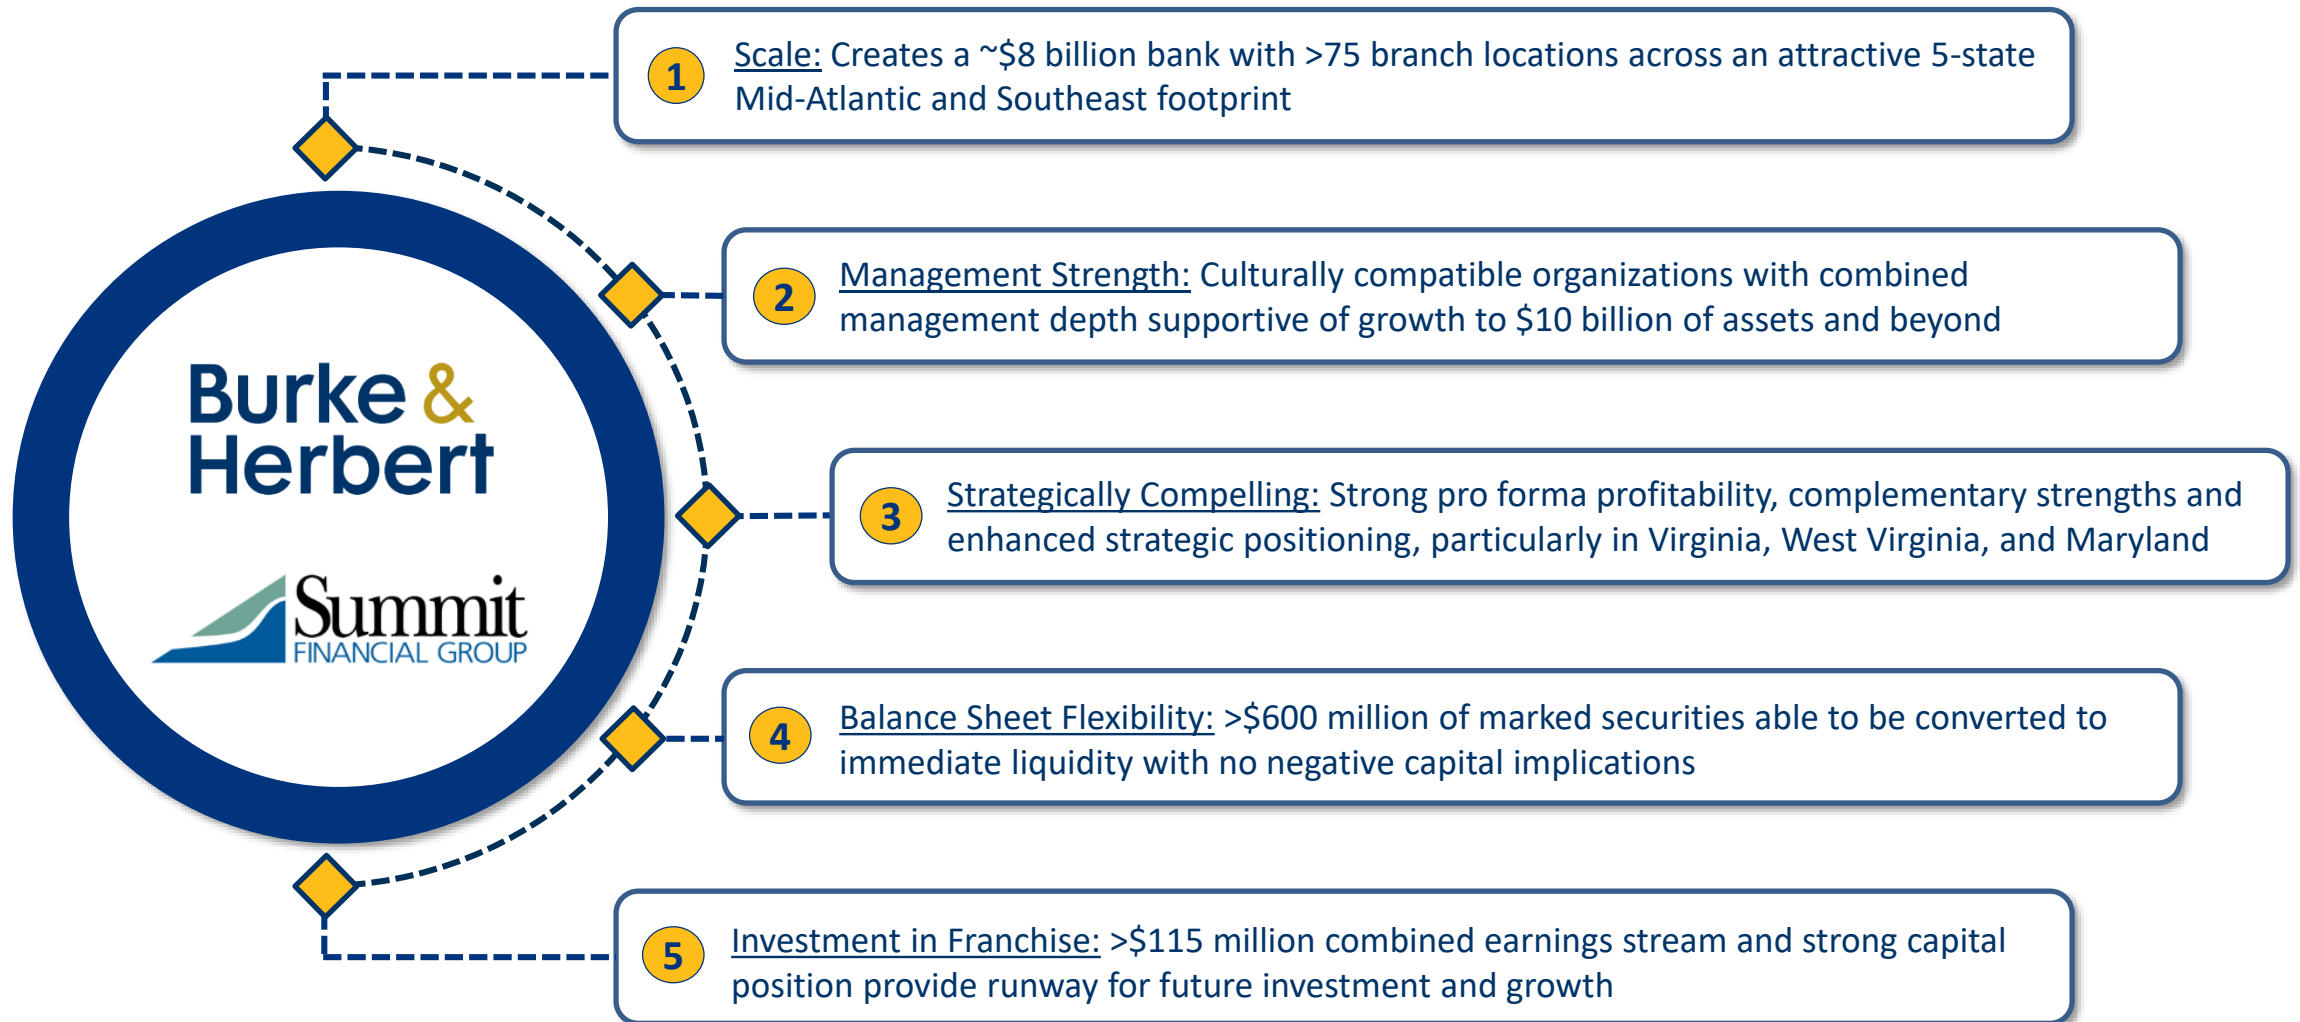 1
Scale: Creates a ~$8 billion bank with >75 branch locations across an attractive 5-state
Mid-Atlantic and Southeast footprint
2
Management Strength: Culturally compatible organizations with combined
management depth supportive of growth to $10 billion of assets and beyond
Burke &
Herbert
3
Strategically Compelling: Strong pro forma profitability, complementary strengths and
enhanced strategic positioning, particularly in Virginia, West Virginia, and Maryland
Summit
FINANCIAL GROUP
4
Balance Sheet Flexibility: >$600 million of marked securities able to be converted to
immediate liquidity with no negative capital implications
5
Investment in Franchise: >$115 million combined earnings stream and strong capital
position provide runway for future investment and growth